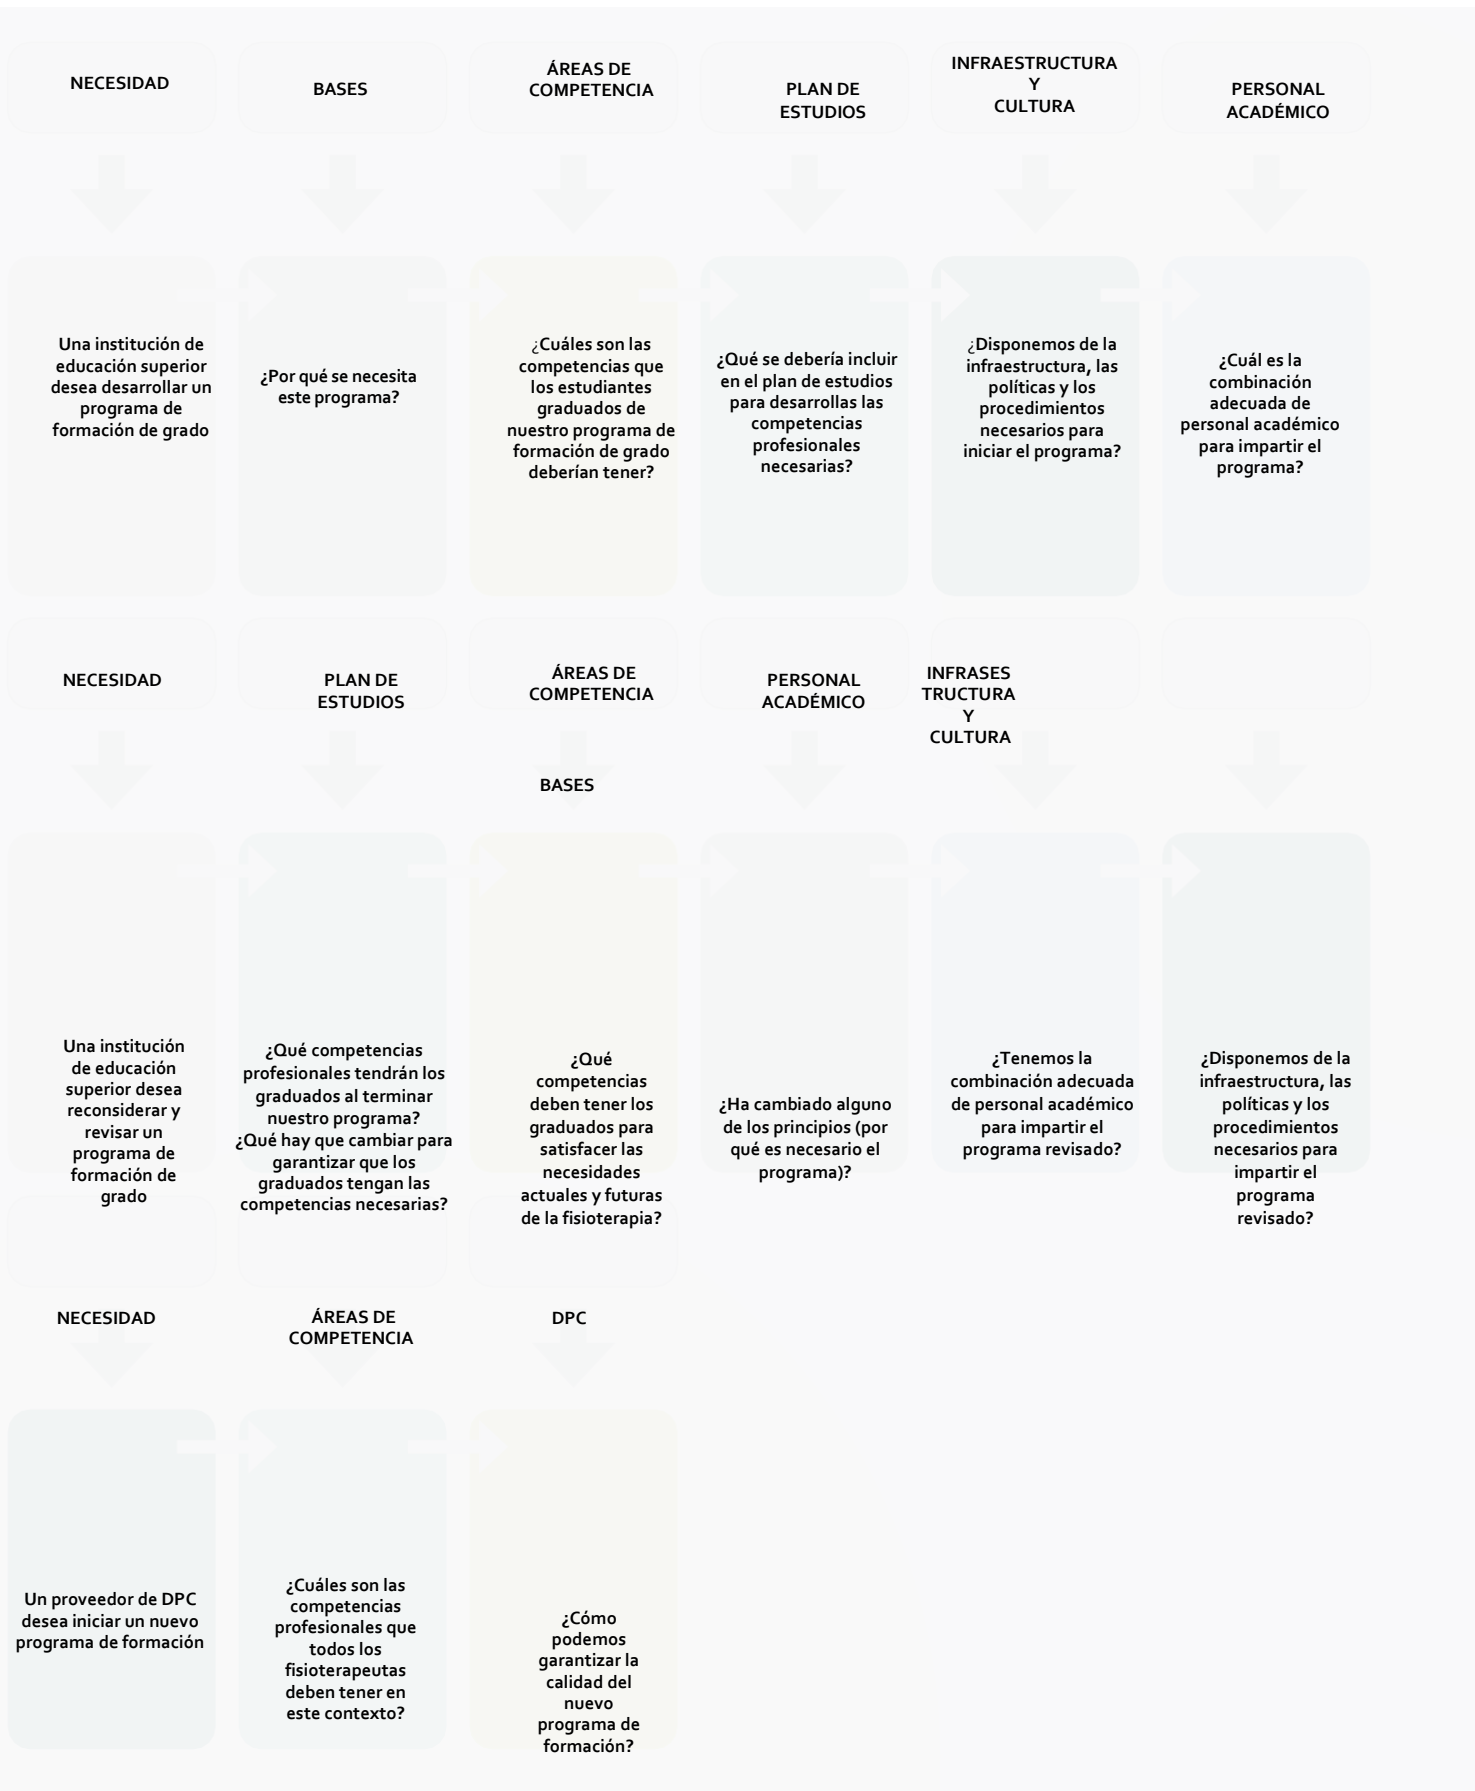 NECESIDAD
BASES
ÁREAS DE
COMPETENCIA
PLAN DE
ESTUDIOS
INFRAESTRUCTURA
Y
CULTURA
PERSONAL
ACADÉMICO
Una institución de
educación superior
desea desarrollar un
programa de
formación de grado
¿Por qué se necesita
este programa?
¿Cuáles son las
competencias que
los estudiantes
graduados de
nuestro programa de
formación de grado
deberían tener?
¿Qué se debería incluir
en el plan de estudios
para desarrollas las
competencias
profesionales
necesarias?
¿Disponemos de la
infraestructura, las
políticas y los
procedimientos
necesarios para
iniciar el programa?
¿Cuál es la
combinación
adecuada de
personal académico
para impartir el
programa?
NECESIDAD
PLAN DE
ESTUDIOS
ÁREAS DE
COMPETENCIA
BASES
PERSONAL
ACADÉMICO
INFRASES
TRUCTURA
Y
CULTURA
Una institución
de educación
superior desea
reconsiderar y
revisar un
programa de
formación de
grado
¿Qué competencias
profesionales tendrán los
graduados al terminar
nuestro programa?
¿Qué hay que cambiar para
garantizar que los
graduados tengan las
competencias necesarias?
¿Qué
competencias
deben tener los
graduados para
satisfacer las
necesidades
actuales y futuras
de la fisioterapia?
¿Ha cambiado alguno
de los principios (por
qué es necesario el
programa)?
¿Tenemos la
combinación adecuada
de personal académico
para impartir el
programa revisado?
¿Disponemos de la
infraestructura, las
políticas y los
procedimientos
necesarios para
impartir el
programa
revisado?
NECESIDAD
ÁREAS DE
COMPETENCIA
DPC
Un proveedor de DPC
desea iniciar un nuevo
programa de formación
¿Cuáles son las
competencias
profesionales que
todos los
fisioterapeutas
deben tener en
este contexto?
¿Cómo
podemos
garantizar la
calidad del
nuevo
programa de
formación?